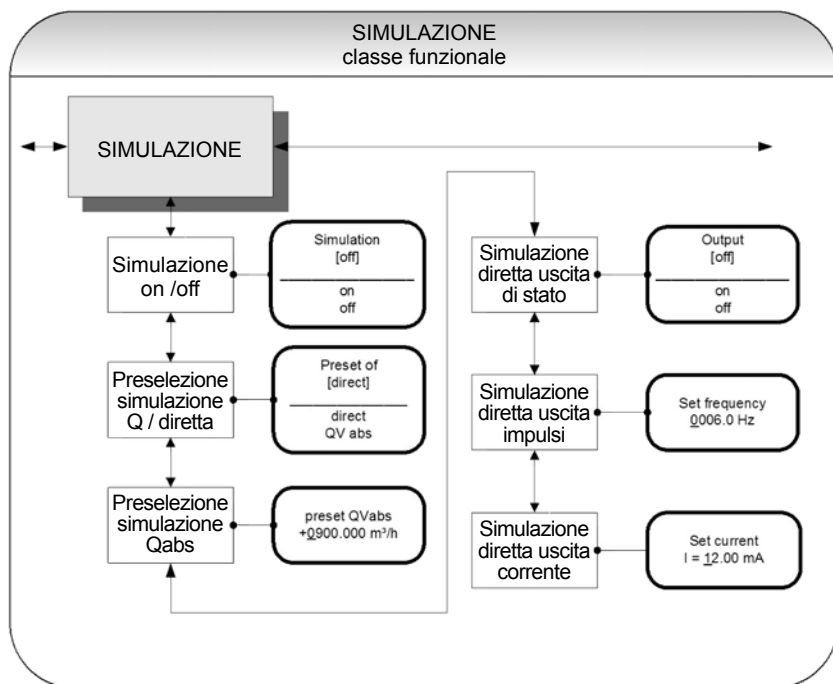 SIMULAZIONE
classe funzionale
SIMULAZIONE
Simulazione
on /off
Simulation
[off]
on
off
Preselezione
simulazione
Q / diretta
Preset of
[direct]
direct
QV abs
Preselezione
simulazione
Qabs
preset QVabs
+0900.000 m³/h
Simulazione
diretta uscita
di stato
Output
[off]
on
off
Simulazione
diretta uscita
impulsi
Set frequency
0006.0 Hz
Simulazione
diretta uscita
corrente
Set current
I = 12.00 mA